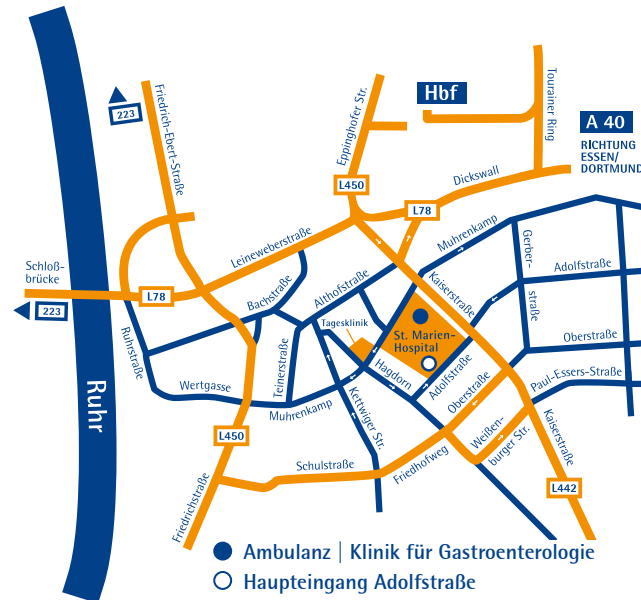 223
Friedrich-Ebert-Straße
Eppinghofer Str.
Hbf
Tourainer Ring
A 40
RICHTUNG
ESSEN/
DORTMUND
L450
Dickswall
L78
Leineweberstraße
Muhrenkamp
Gerber-
straße
Adolfstraße
Schloß-
brücke
L78
223
Ruhrstraße
Bachstraße
Althofstraße
Kaiserstraße
Tagesklinik
St. Marien-
Hospital
Oberstraße
Ruhr
Wertgasse
Teinerstraße
Hagdorn
Adolfstraße
Oberstraße
Paul-Essers-Straße
Muhrenkamp
Kettwiger Str.
L450
Friedhofweg
Weißen-
burger Str.
Kaiserstraße
Schulstraße
Friedrichstraße
L442
Ambulanz | Klinik für Gastroenterologie
Haupteingang Adolfstraße